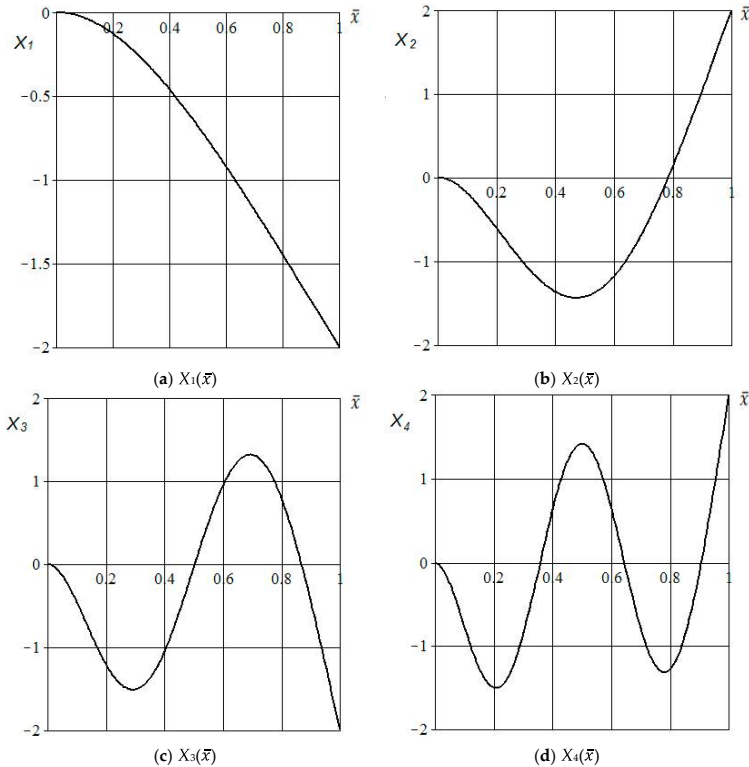 0 0.2 0.4 0.6 0.8 1 x̄
X₁
−0.5
−1
−1.5
−2
(a) X₁(x̄)
2 x̄
X₂
1
0 0.2 0.4 0.6 0.8 1
−1
−2
(b) X₂(x̄)
2 x̄
X₃
1
0 0.2 0.4 0.6 0.8 1
−1
−2
(c) X₃(x̄)
2 x̄
X₄
1
0 0.2 0.4 0.6 0.8 1
−1
−2
(d) X₄(x̄)